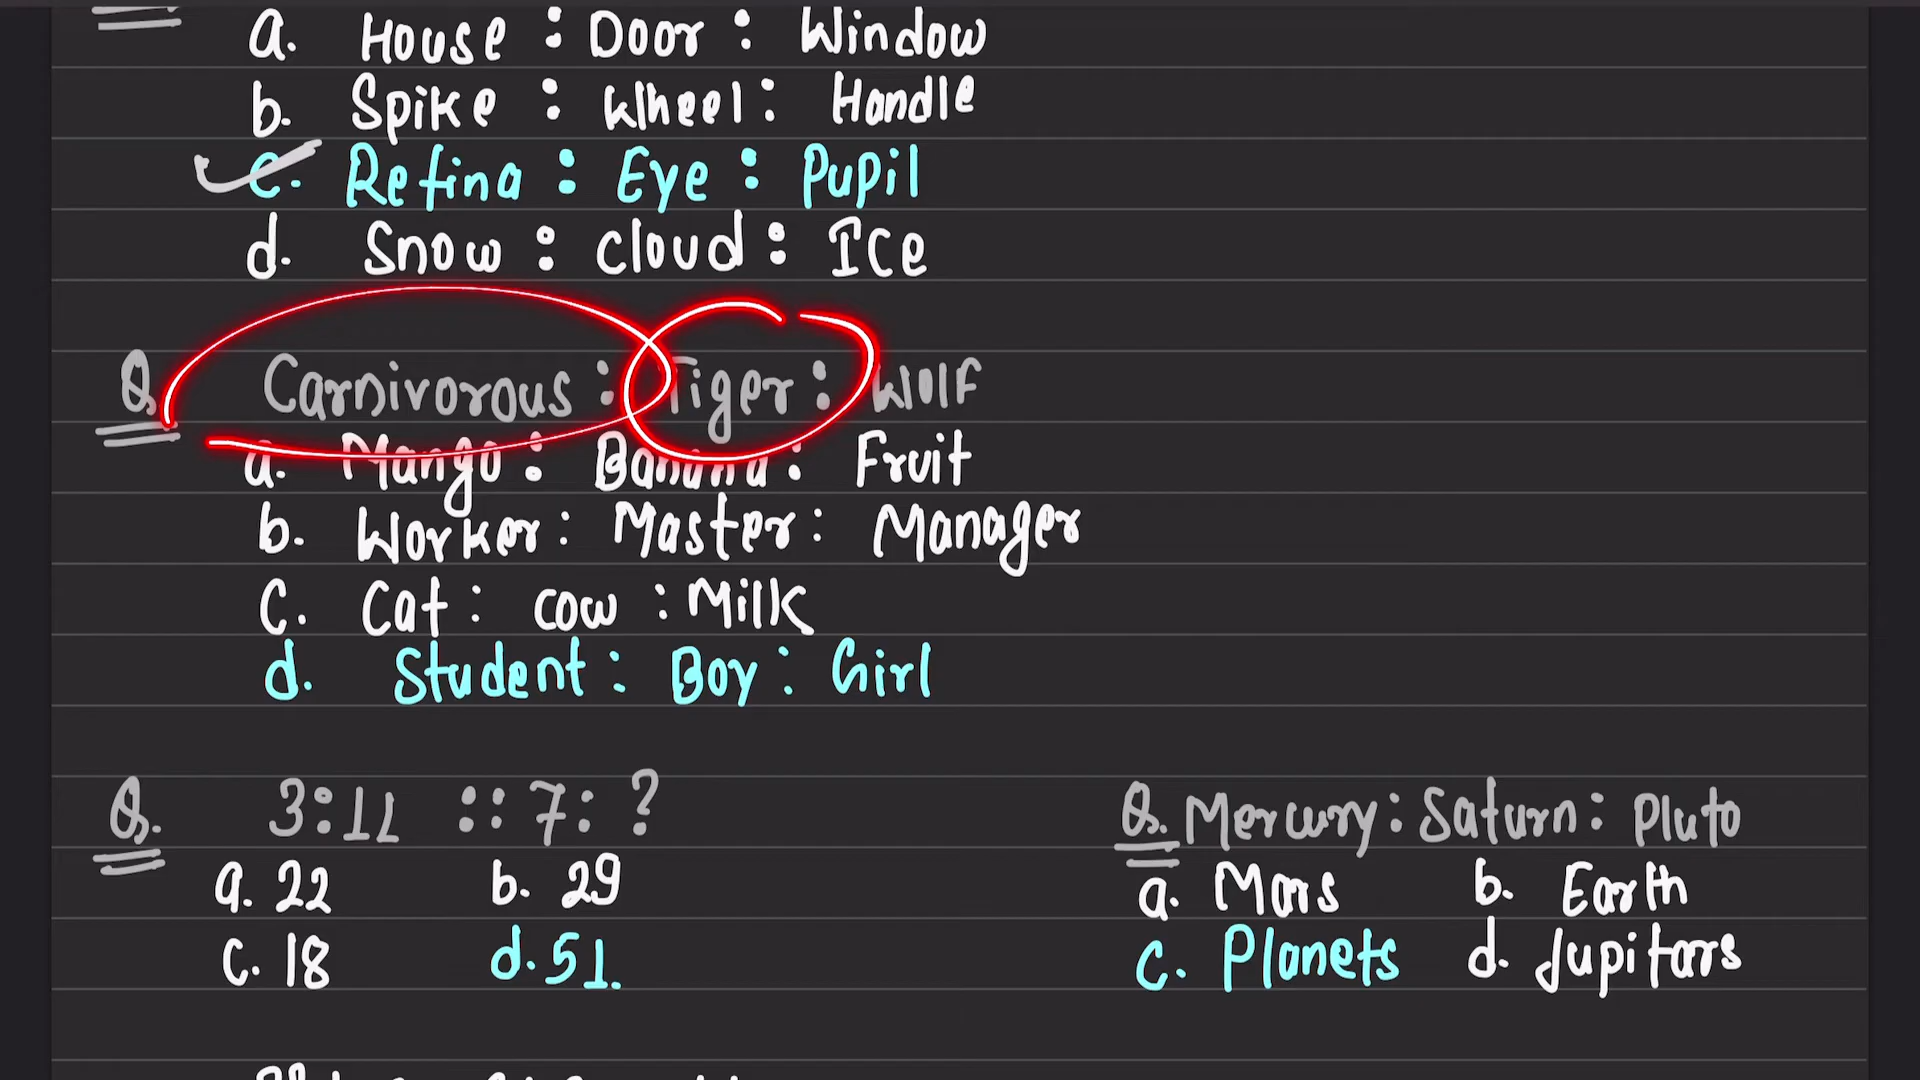 a. House : Door : Window
b. Spike : Wheel : Handle
c. Retina : Eye : Pupil
d. Snow : cloud : ICe
Q. Carnivorous : Tiger : Wolf
a. Mango : Banana : Fruit
b. Worker : Master : Manager
C. Cat : cow : Milk
d. Student : Boy : Girl
Q. 3:11 :: 7: ?
a. 22 b. 29
C. 18 d. 51.
Q. Mercury : Saturn : Pluto
a. Mars b. Earth
C. Planets d. Jupitars